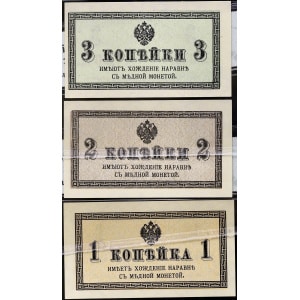 3 КОПѢЙКИ 3
ИМѢЮТЪ ХОЖДЕНІЕ НАРАВНѢ
СЪ МѢДНОЙ МОНЕТОЙ.
2 КОПѢЙКИ 2
ИМѢЮТЪ ХОЖДЕНІЕ НАРАВНѢ
СЪ МѢДНОЙ МОНЕТОЙ.
1 КОПѢЙКА 1
ИМѢЕТЪ ХОЖДЕНІЕ НАРАВНѢ
СЪ МѢДНОЙ МОНЕТОЙ.